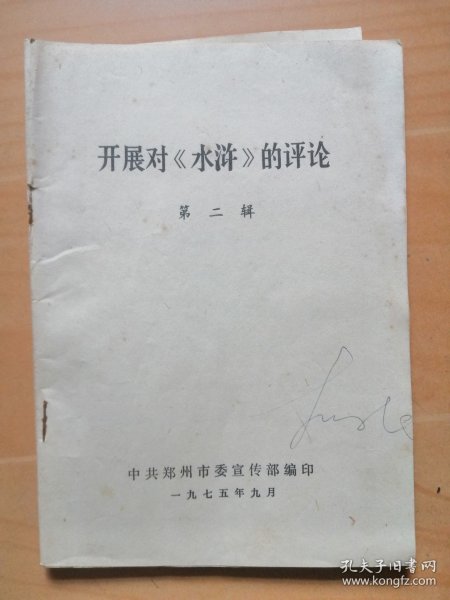 开展对《水浒》的评论
第二辑
中共郑州市委宣传部编印
一九七五年九月
孔夫子旧书网
www.kongfz.com